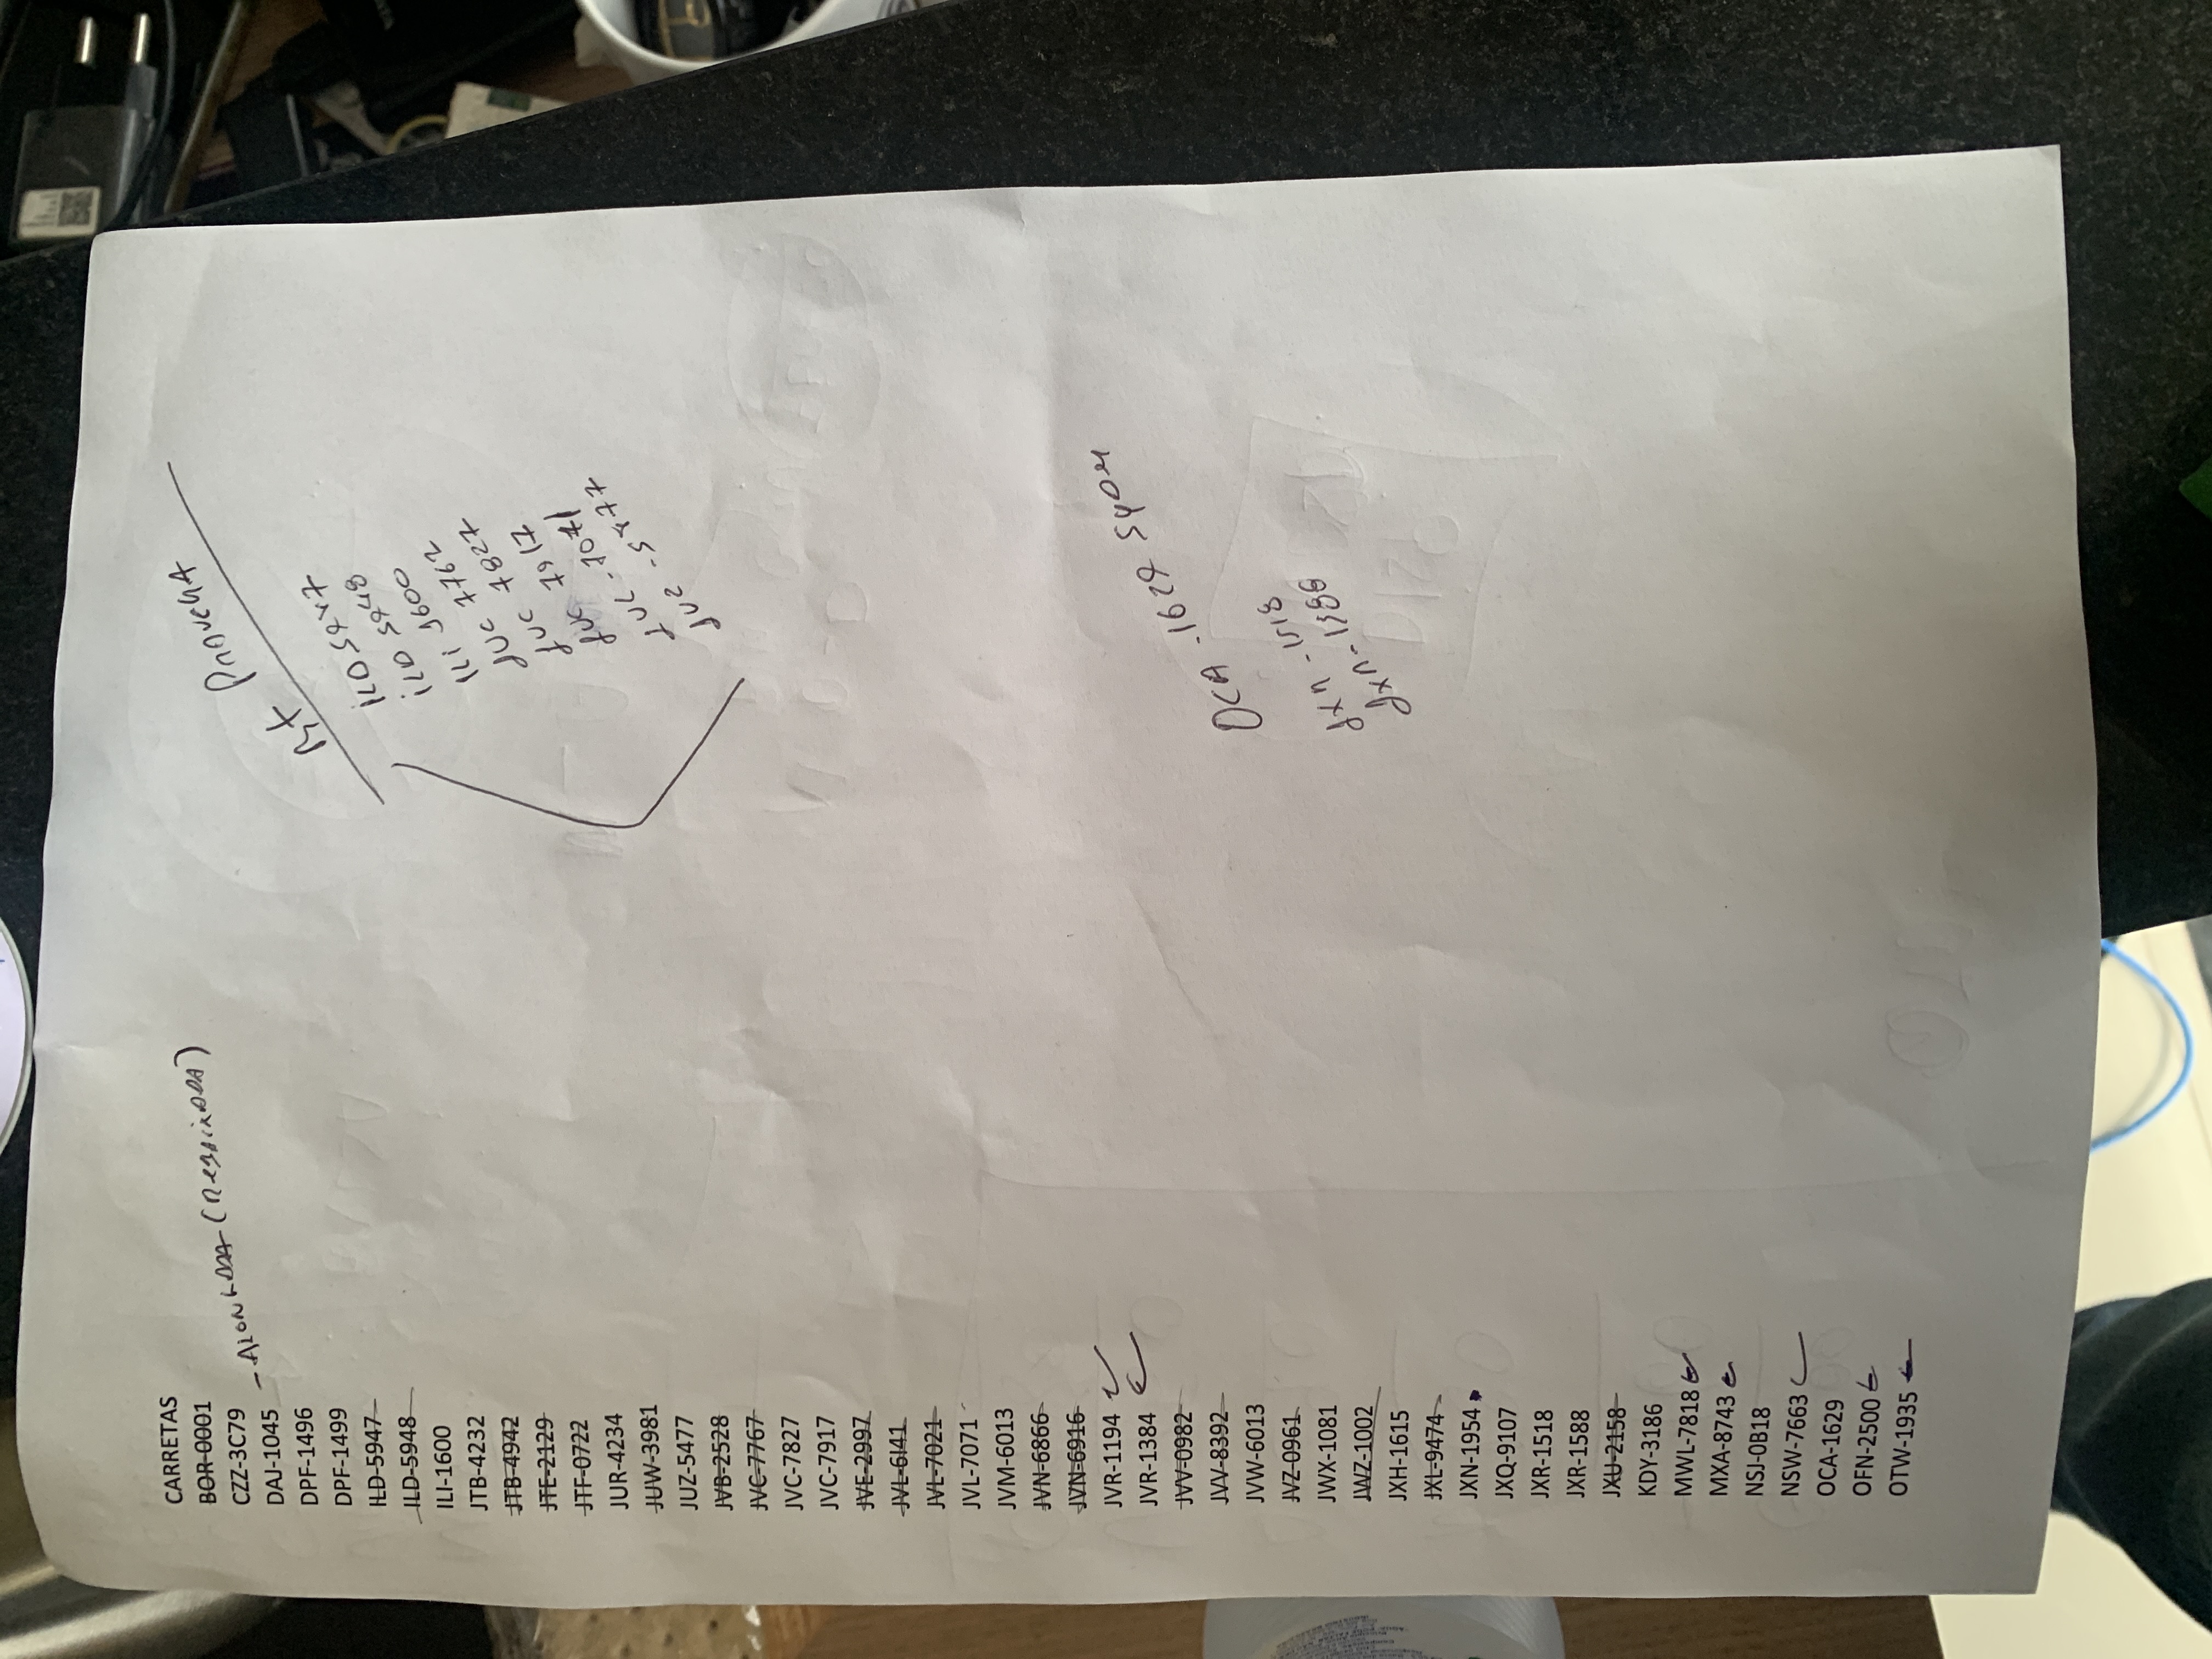 CARRETAS
BOR-0001
CZZ-3C79
DAJ-1045 - ALONGADA (REBAIXADA)
DPF-1496
DPF-1499
ILD-5947
ILD-5948
ILI-1600
JTB-4232
JTB-4942
JTE-2129
JTF-0722
JUR-4234
JUW-3981
JUZ-5477
JVB-2528
JVC-7767
JVC-7827
JVC-7917
JVE-2997
JVL-6I41
JVL-7021
JVL-7071
JVM-6013
JVN-6866
JVN-6916
JVR-1194
JVR-1384
JVV-0982
JVV-8392
JVW-6013
JVZ-0961
JWX-1081
JWZ-1002
JXH-1615
JXL-9474
JXN-1954
JXQ-9107
JXR-1518
JXR-1588
JXU-2158
KDY-3186
MWL-7818
MXA-8743
NSJ-0B18
NSW-7663
OCA-1629
OFN-2500
OTW-1935
ILD 5947
ILD 5948
ILI 1600
JVC 7762
JVC 7827
JVC 7917
JVL-7071
JUZ-5477
OCA-1629
JXR-1518
JXR-1588